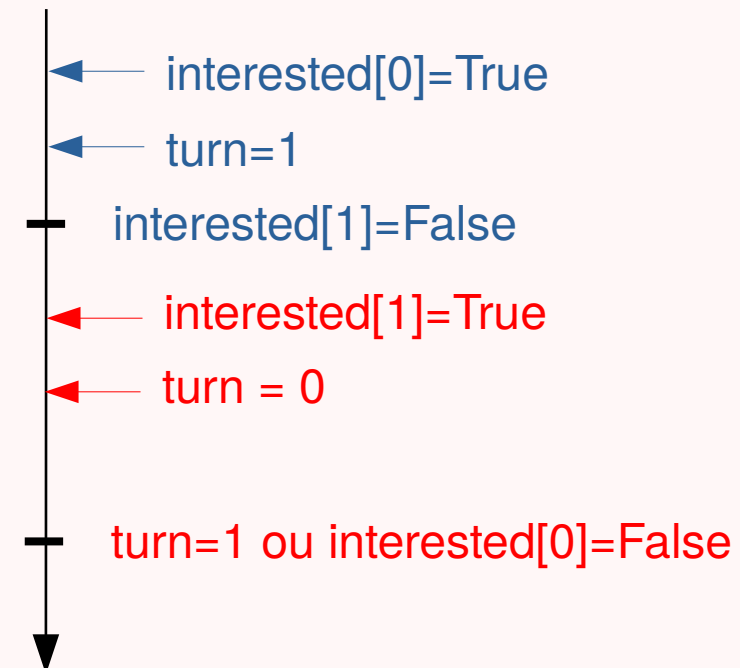 interested[0]=True
turn=1
interested[1]=False
interested[1]=True
turn = 0
turn=1 ou interested[0]=False